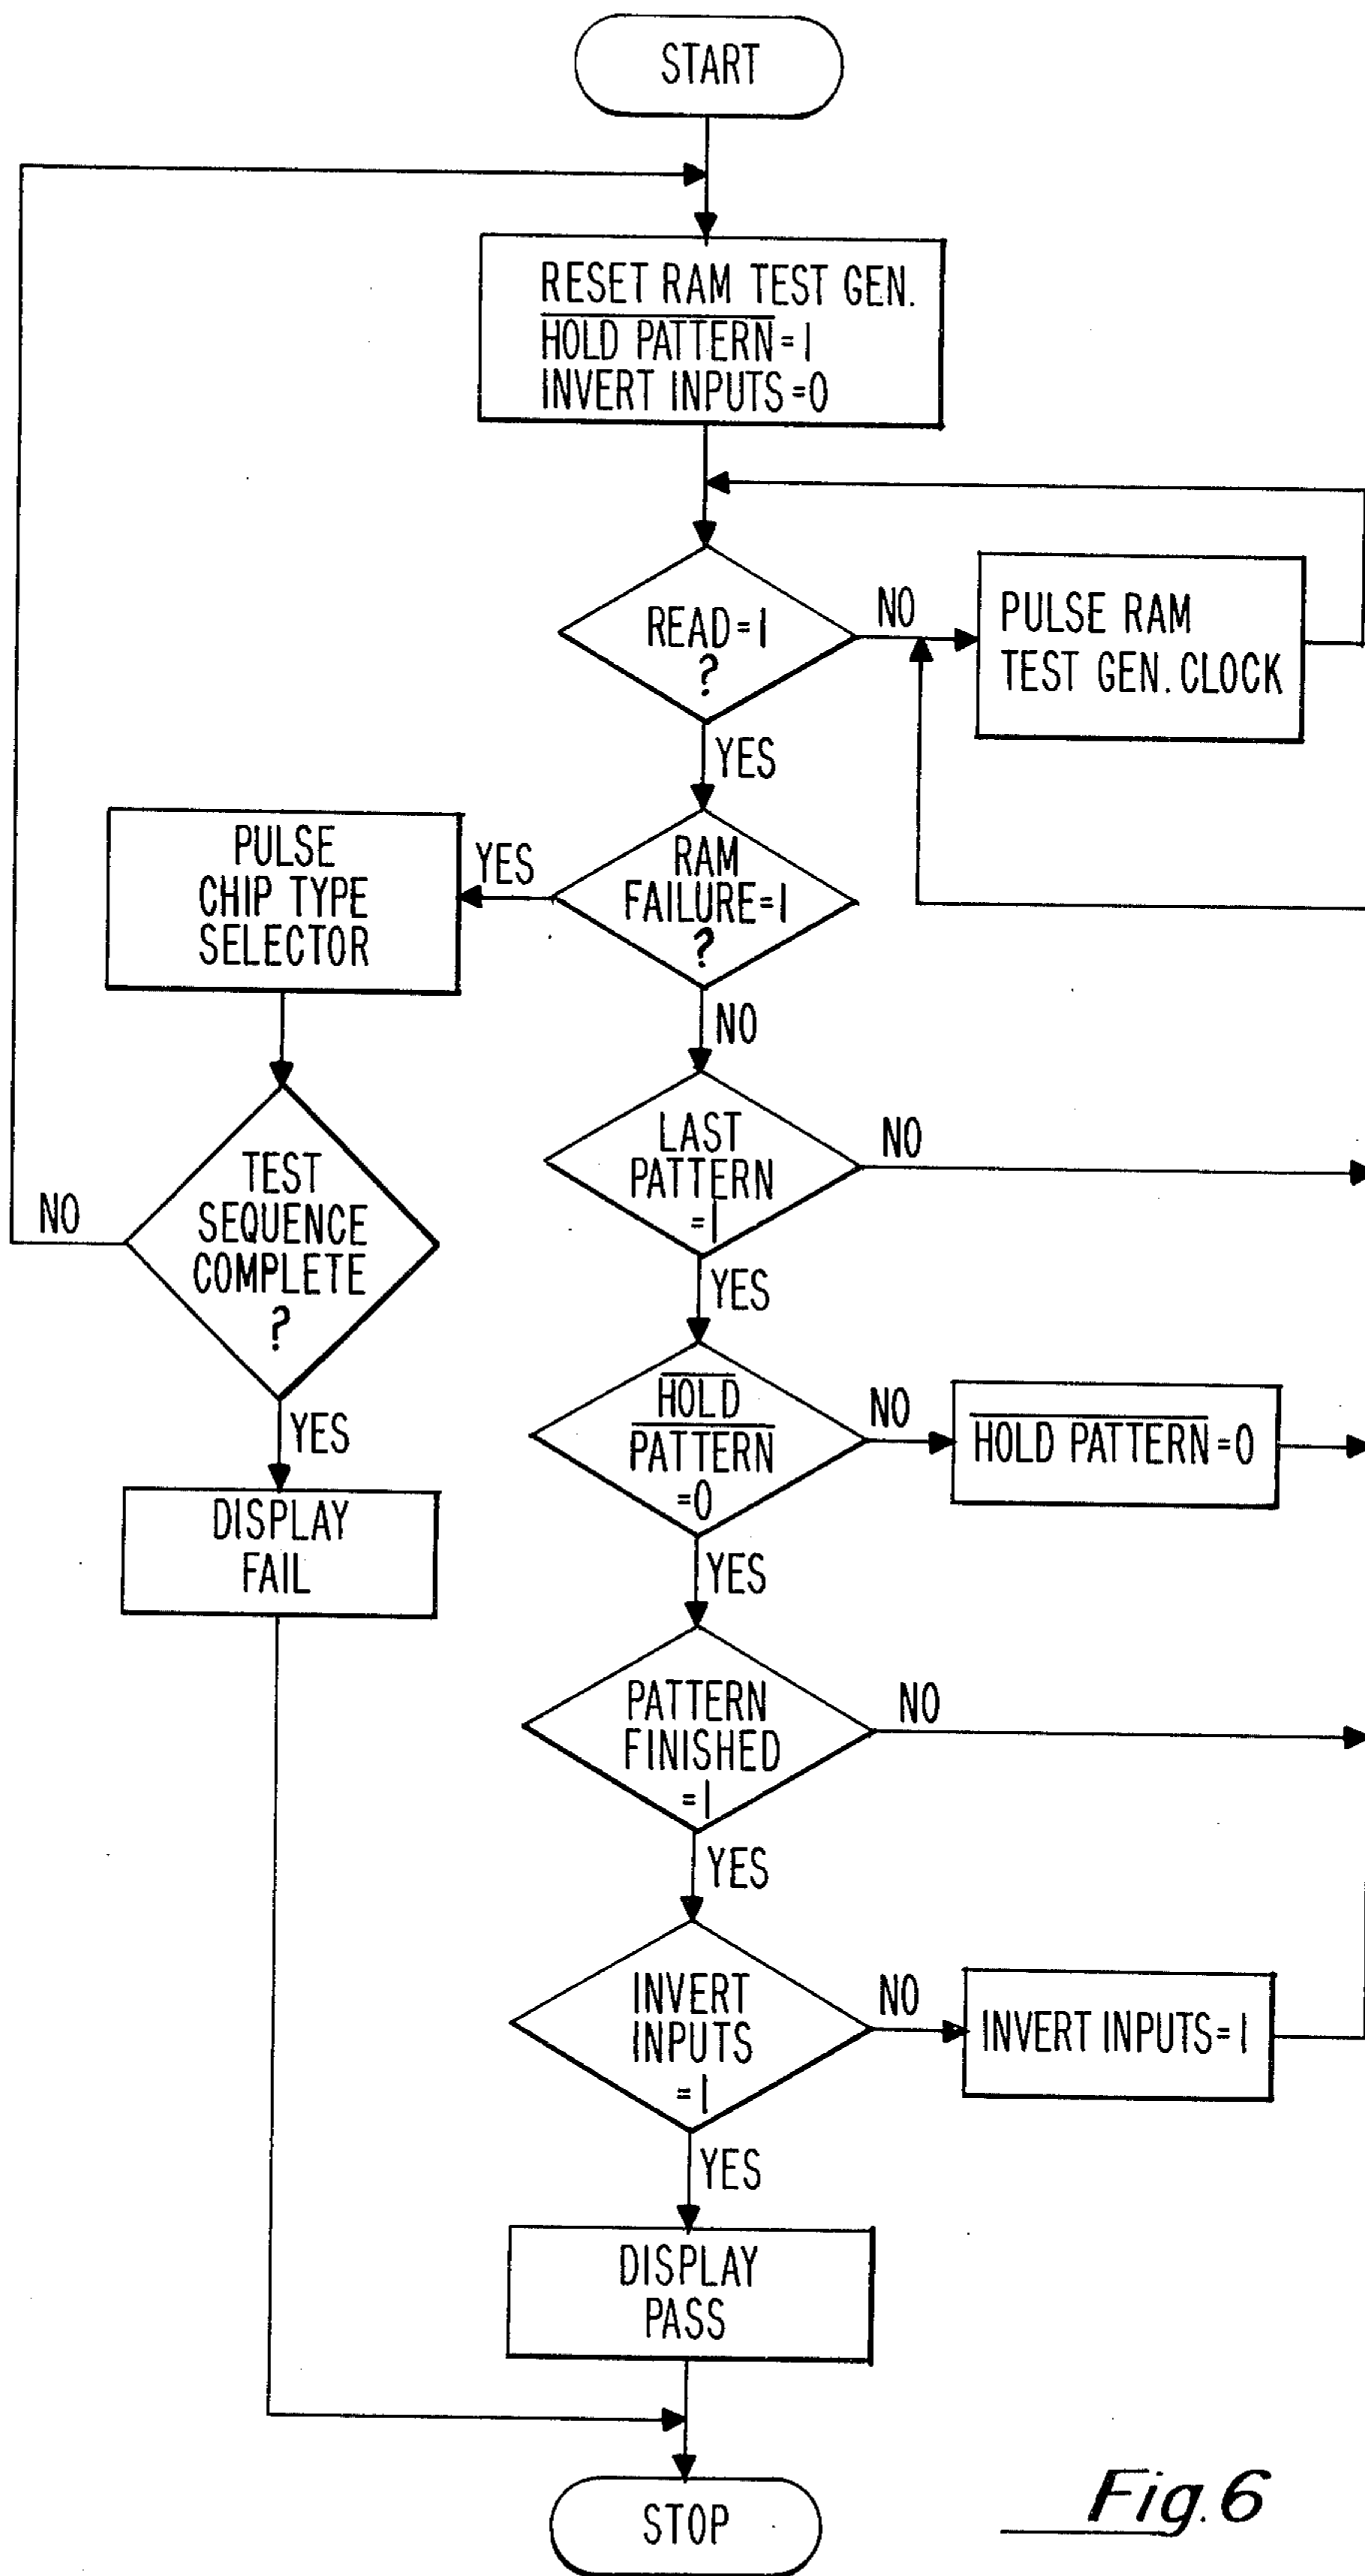 START
RESET RAM TEST GEN.
HOLD PATTERN=1
INVERT INPUTS=0
READ=1
?
NO
PULSE RAM
TEST GEN. CLOCK
YES
RAM
FAILURE=1
?
YES
PULSE
CHIP TYPE
SELECTOR
NO
LAST
PATTERN
=1
NO
TEST
SEQUENCE
COMPLETE
?
NO
YES
HOLD
PATTERN
=0
NO
HOLD PATTERN=0
YES
DISPLAY
FAIL
YES
PATTERN
FINISHED
=1
NO
YES
INVERT
INPUTS
=1
NO
INVERT INPUTS=1
YES
DISPLAY
PASS
STOP
Fig. 6